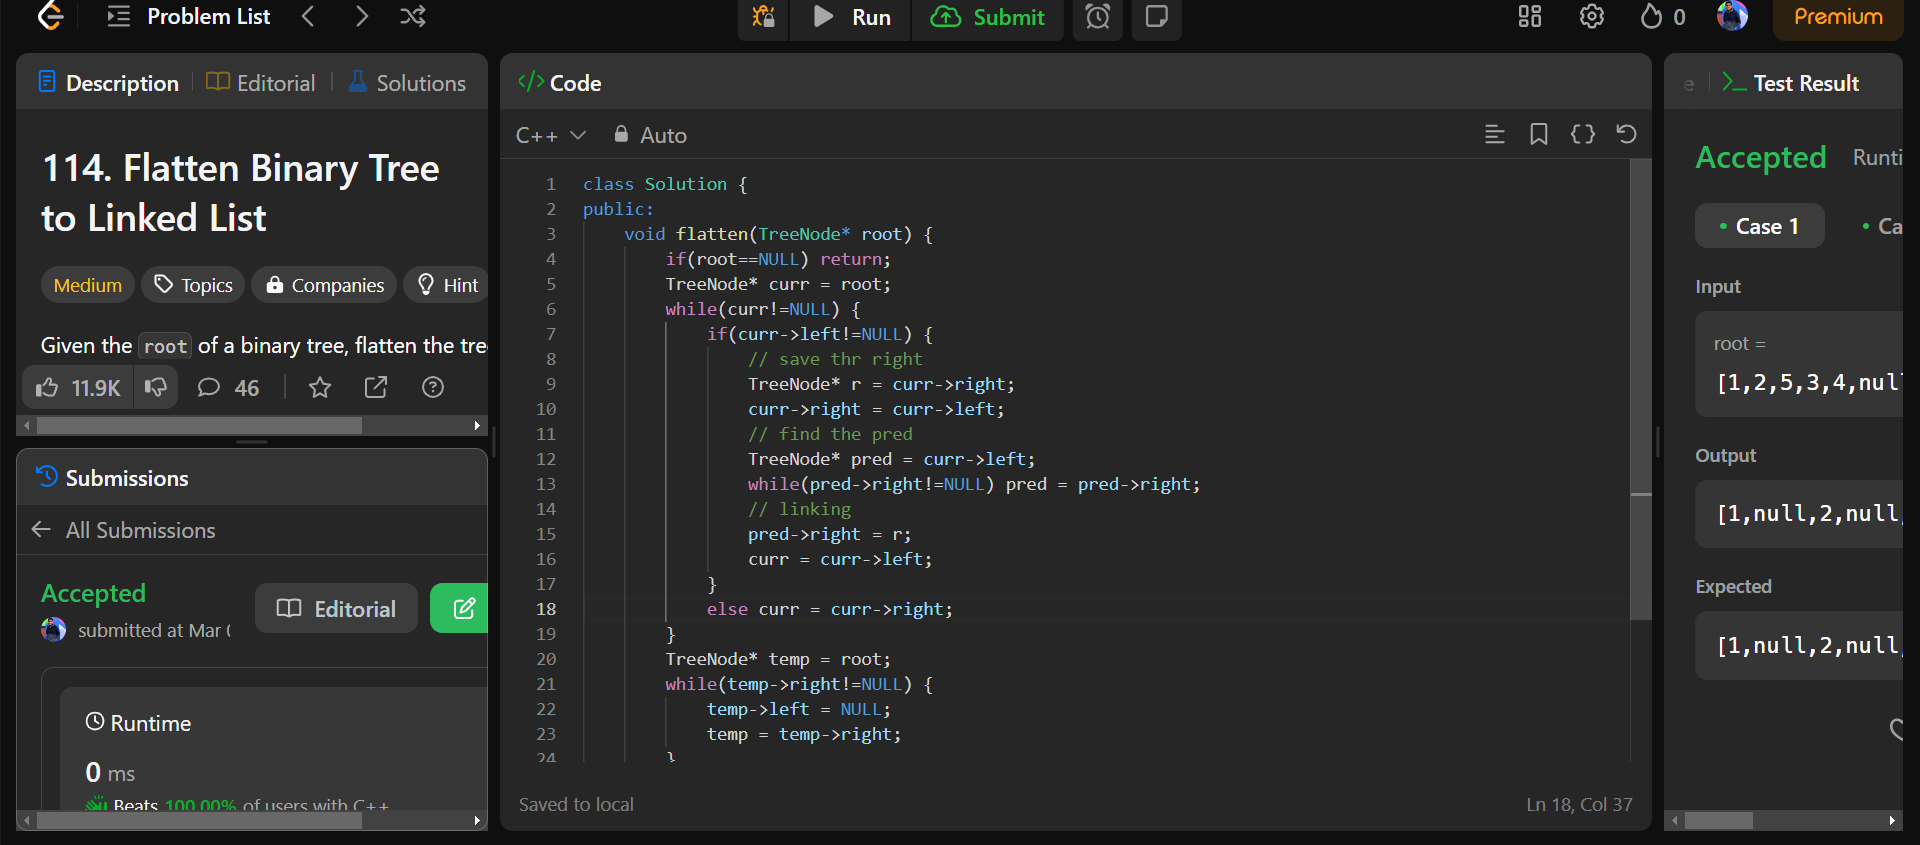 Problem List
Run
Submit
0
Premium
Description
Editorial
Solutions
114. Flatten Binary Tree
to Linked List
Medium
Topics
Companies
Hint
Given the root of a binary tree, flatten the tre
11.9K
46
Submissions
All Submissions
Accepted
Editorial
submitted at Mar
Runtime
0 ms
Beats 100.00% of users with C++
Code
C++
Auto
1 class Solution {
2 public:
3 void flatten(TreeNode* root) {
4 if(root==NULL) return;
5 TreeNode* curr = root;
6 while(curr!=NULL) {
7 if(curr->left!=NULL) {
8 // save thr right
9 TreeNode* r = curr->right;
10 curr->right = curr->left;
11 // find the pred
12 TreeNode* pred = curr->left;
13 while(pred->right!=NULL) pred = pred->right;
14 // linking
15 pred->right = r;
16 curr = curr->left;
17 }
18 else curr = curr->right;
19 }
20 TreeNode* temp = root;
21 while(temp->right!=NULL) {
22 temp->left = NULL;
23 temp = temp->right;
24 }
Saved to local
Ln 18, Col 37
e
Test Result
Accepted
Runti
Case 1
Ca
Input
root =
[1,2,5,3,4,nul
Output
[1,null,2,null,
Expected
[1,null,2,null,